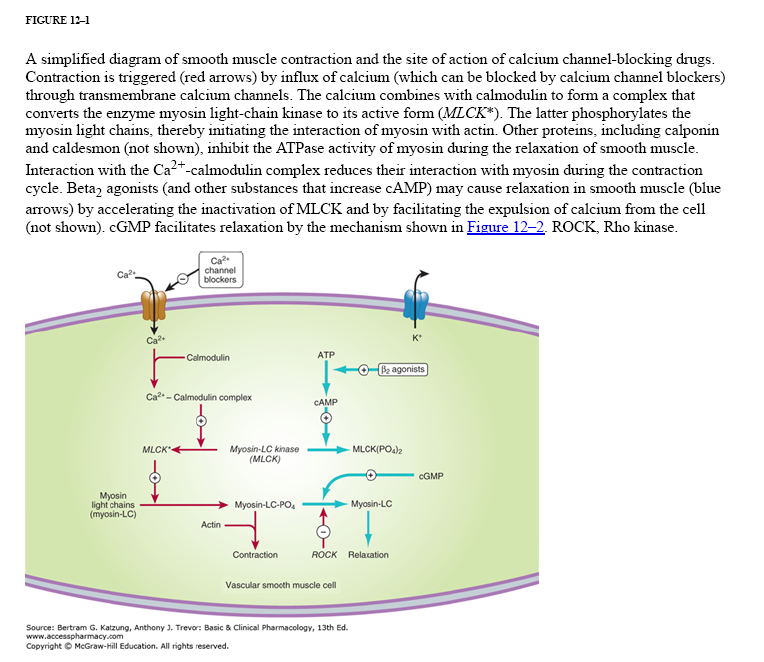 FIGURE 12–1
A simplified diagram of smooth muscle contraction and the site of action of calcium channel-blocking drugs.
Contraction is triggered (red arrows) by influx of calcium (which can be blocked by calcium channel blockers)
through transmembrane calcium channels. The calcium combines with calmodulin to form a complex that
converts the enzyme myosin light-chain kinase to its active form (MLCK*). The latter phosphorylates the
myosin light chains, thereby initiating the interaction of myosin with actin. Other proteins, including calponin
and caldesmon (not shown), inhibit the ATPase activity of myosin during the relaxation of smooth muscle.
Interaction with the Ca²⁺-calmodulin complex reduces their interaction with myosin during the contraction
cycle. Beta₂ agonists (and other substances that increase cAMP) may cause relaxation in smooth muscle (blue
arrows) by accelerating the inactivation of MLCK and by facilitating the expulsion of calcium from the cell
(not shown). cGMP facilitates relaxation by the mechanism shown in Figure 12–2. ROCK, Rho kinase.
Ca²⁺
channel
blockers
Ca²⁺
−
Ca²⁺
K⁺
Calmodulin
ATP
+
β₂ agonists
Ca²⁺ – Calmodulin complex
cAMP
+
+
MLCK*
Myosin-LC kinase
(MLCK)
MLCK(PO₄)₂
+
+
cGMP
Myosin
light chains
(myosin-LC)
Myosin-LC-PO₄
Myosin-LC
Actin
−
Contraction
ROCK
Relaxation
Vascular smooth muscle cell
Source: Bertram G. Katzung, Anthony J. Trevor: Basic & Clinical Pharmacology, 13th Ed.
www.accesspharmacy.com
Copyright © McGraw-Hill Education. All rights reserved.